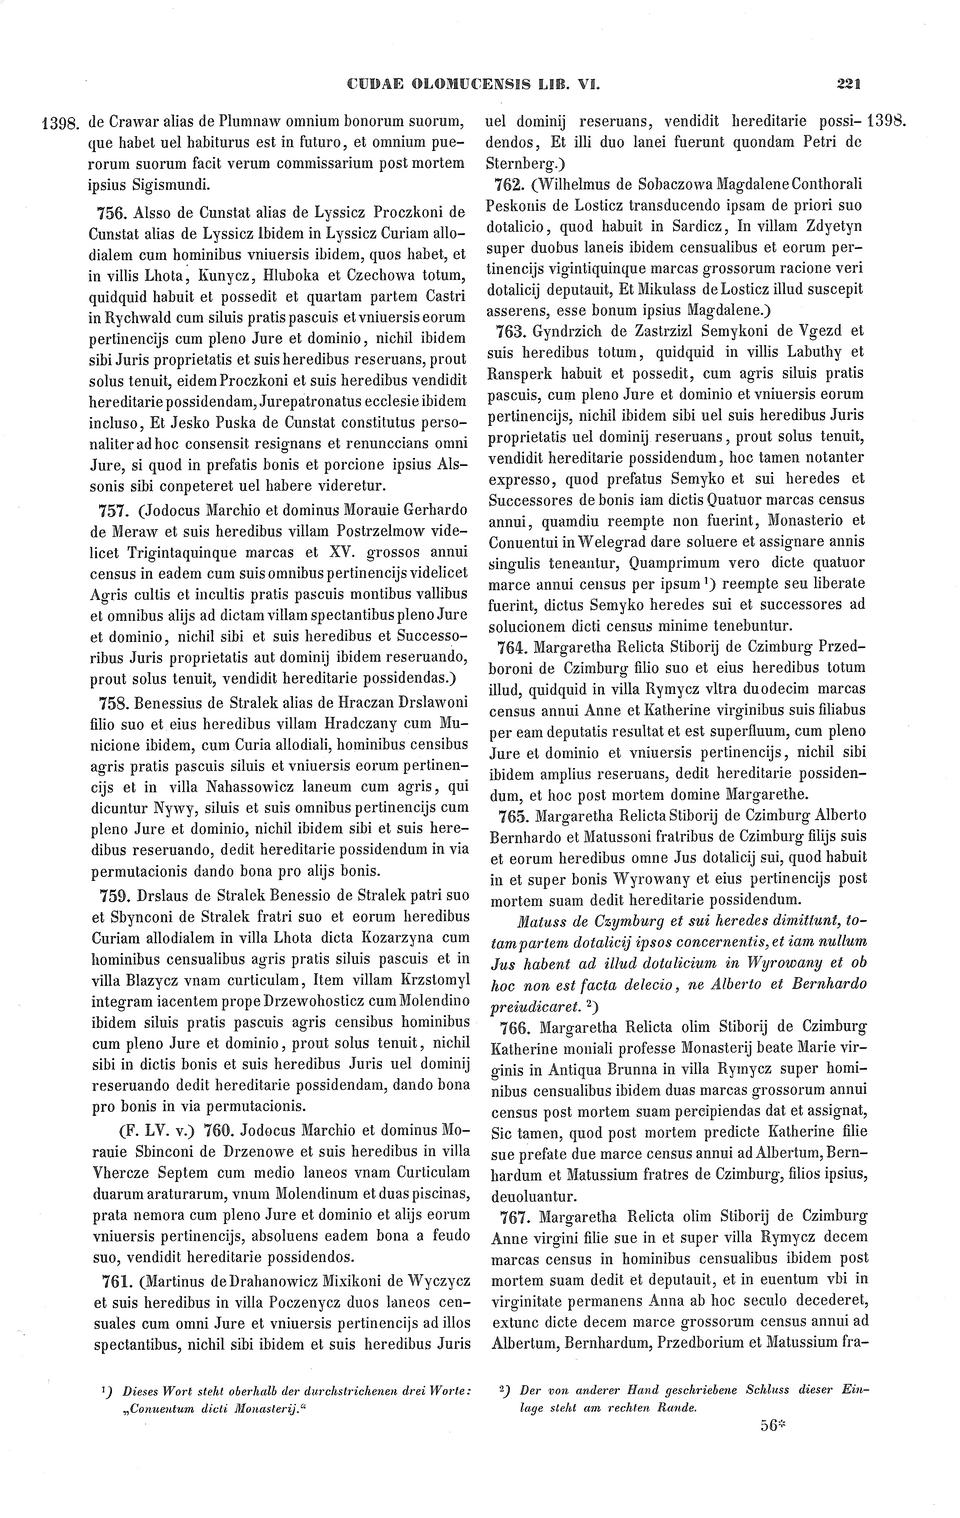 CUDAE OLOMUCENSIS LIB. VI. 221
1398. de Crawar alias de Plumnaw omnium bonorum suorum,
que habet uel habiturus est in futuro, et omnium pue-
rorum suorum facit verum commissarium post mortem
ipsius Sigismundi.
756. Alsso de Cunstat alias de Lyssicz Proczkoni de
Cunstat alias de Lyssicz Ibidem in Lyssicz Curiam allo-
dialem cum hominibus vniuersis ibidem, quos habet, et
in villis Lhota, Kunycz, Hluboka et Czechowa totum,
quidquid habuit et possedit et quartam partem Castri
in Rychwald cum siluis pratis pascuis et vniuersis eorum
pertinencijs cum pleno Jure et dominio, nichil ibidem
sibi Juris proprietatis et suis heredibus reseruans, prout
solus tenuit, eidem Proczkoni et suis heredibus vendidit
hereditarie possidendam, Jurepatronatus ecclesie ibidem
incluso, Et Jesko Puska de Cunstat constitutus perso-
naliter ad hoc consensit resignans et renunccians omni
Jure, si quod in prefatis bonis et porcione ipsius Als-
sonis sibi conpeteret uel habere videretur.
757. (Jodocus Marchio et dominus Morauie Gerhardo
de Meraw et suis heredibus villam Postrzelmow vide-
licet Trigintaquinque marcas et XV. grossos annui
census in eadem cum suis omnibus pertinencijs videlicet
Agris cultis et incultis pratis pascuis montibus vallibus
et omnibus alijs ad dictam villam spectantibus pleno Jure
et dominio, nichil sibi et suis heredibus et Successo-
ribus Juris proprietatis aut dominij ibidem reseruando,
prout solus tenuit, vendidit hereditarie possidendas.)
758. Benessius de Stralek alias de Hraczan Drslawoni
filio suo et eius heredibus villam Hradczany cum Mu-
nicione ibidem, cum Curia allodiali, hominibus censibus
agris pratis pascuis siluis et vniuersis eorum pertinen-
cijs et in villa Nahassowicz laneum cum agris, qui
dicuntur Nywy, siluis et suis omnibus pertinencijs cum
pleno Jure et dominio, nichil ibidem sibi et suis here-
dibus reseruando, dedit hereditarie possidendum in via
permutacionis dando bona pro alijs bonis.
759. Drslaus de Stralek Benessio de Stralek patri suo
et Sbynconi de Stralek fratri suo et eorum heredibus
Curiam allodialem in villa Lhota dicta Kozarzyna cum
hominibus censualibus agris pratis siluis pascuis et in
villa Blazycz vnam curticulam, Item villam Krzstomyl
integram iacentem prope Drzewohosticz cum Molendino
ibidem siluis pratis pascuis agris censibus hominibus
cum pleno Jure et dominio, prout solus tenuit, nichil
sibi in dictis bonis et suis heredibus Juris uel dominij
reseruando dedit hereditarie possidendam, dando bona
pro bonis in via permutacionis.
(F. LV. v.) 760. Jodocus Marchio et dominus Mo-
rauie Sbinconi de Drzenowe et suis heredibus in villa
Vhercze Septem cum medio laneos vnam Curticulam
duarum araturarum, vnum Molendinum et duas piscinas,
prata nemora cum pleno Jure et dominio et alijs eorum
vniuersis pertinencijs, absoluens eadem bona a feudo
suo, vendidit hereditarie possidendos.
761. (Martinus de Drahanowicz Mixikoni de Wyczycz
et suis heredibus in villa Poczenycz duos laneos cen-
suales cum omni Jure et vniuersis pertinencijs ad illos
spectantibus, nichil sibi ibidem et suis heredibus Juris
uel dominij reseruans, vendidit hereditarie possi- 1398.
dendos, Et illi duo lanei fuerunt quondam Petri de
Sternberg.)
762. (Wilhelmus de Sobaczowa Magdalene Conthorali
Peskonis de Losticz transducendo ipsam de priori suo
dotalicio, quod habuit in Sardicz, In villam Zdyetyn
super duobus laneis ibidem censualibus et eorum per-
tinencijs vigintiquinque marcas grossorum racione veri
dotalicij deputauit, Et Mikulass de Losticz illud suscepit
asserens, esse bonum ipsius Magdalene.)
763. Gyndrzich de Zastrzizl Semykoni de Vgezd et
suis heredibus totum, quidquid in villis Labuthy et
Ransperk habuit et possedit, cum agris siluis pratis
pascuis, cum pleno Jure et dominio et vniuersis eorum
pertinencijs, nichil ibidem sibi uel suis heredibus Juris
proprietatis uel dominij reseruans, prout solus tenuit,
vendidit hereditarie possidendum, hoc tamen notanter
expresso, quod prefatus Semyko et sui heredes et
Successores de bonis iam dictis Quatuor marcas census
annui, quamdiu reempte non fuerint, Monasterio et
Conuentui in Welegrad dare soluere et assignare annis
singulis teneantur, Quamprimum vero dicte quatuor
marce annui census per ipsum ¹) reempte seu liberate
fuerint, dictus Semyko heredes sui et successores ad
solucionem dicti census minime tenebuntur.
764. Margaretha Relicta Stiborij de Czimburg Przed-
boroni de Czimburg filio suo et eius heredibus totum
illud, quidquid in villa Rymycz vltra duodecim marcas
census annui Anne et Katherine virginibus suis filiabus
per eam deputatis resultat et est superfluum, cum pleno
Jure et dominio et vniuersis pertinencijs, nichil sibi
ibidem amplius reseruans, dedit hereditarie possiden-
dum, et hoc post mortem domine Margarethe.
765. Margaretha Relicta Stiborij de Czimburg Alberto
Bernhardo et Matussoni fratribus de Czimburg filijs suis
et eorum heredibus omne Jus dotalicij sui, quod habuit
in et super bonis Wyrowany et eius pertinencijs post
mortem suam dedit hereditarie possidendum.
Matuss de Czymburg et sui heredes dimittunt, to-
tam partem dotalicij ipsos concernentis, et iam nullum
Jus habent ad illud dotalicium in Wyrowany et ob
hoc non est facta delecio, ne Alberto et Bernhardo
preiudicaret. ²)
766. Margaretha Relicta olim Stiborij de Czimburg
Katherine moniali professe Monasterij beate Marie vir-
ginis in Antiqua Brunna in villa Rymycz super homi-
nibus censualibus ibidem duas marcas grossorum annui
census post mortem suam percipiendas dat et assignat,
Sic tamen, quod post mortem predicte Katherine filie
sue prefate due marce census annui ad Albertum, Bern-
hardum et Matussium fratres de Czimburg, filios ipsius,
deuoluantur.
767. Margaretha Relicta olim Stiborij de Czimburg
Anne virgini filie sue in et super villa Rymycz decem
marcas census in hominibus censualibus ibidem post
mortem suam dedit et deputauit, et in euentum vbi in
virginitate permanens Anna ab hoc seculo decederet,
extunc dicte decem marce grossorum census annui ad
Albertum, Bernhardum, Przedborium et Matussium fra-
¹) Dieses Wort steht oberhalb der durchstrichenen drei Worte:
„Conuentum dicti Monasterij.“
²) Der von anderer Hand geschriebene Schluss dieser Ein-
lage steht am rechten Rande.
56*